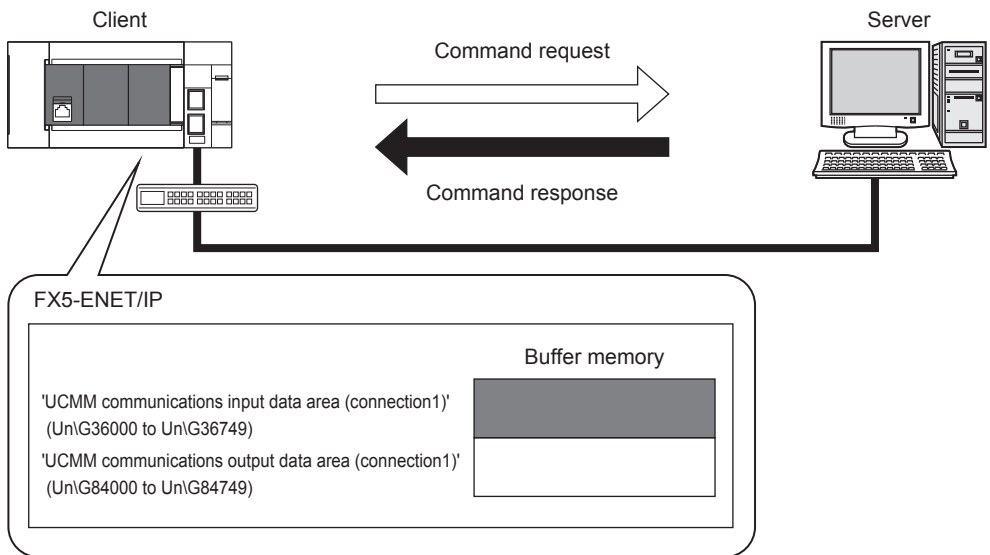 Client
Server
Command request
Command response
FX5-ENET/IP
Buffer memory
'UCMM communications input data area (connection1)'
(Un\G36000 to Un\G36749)
'UCMM communications output data area (connection1)'
(Un\G84000 to Un\G84749)